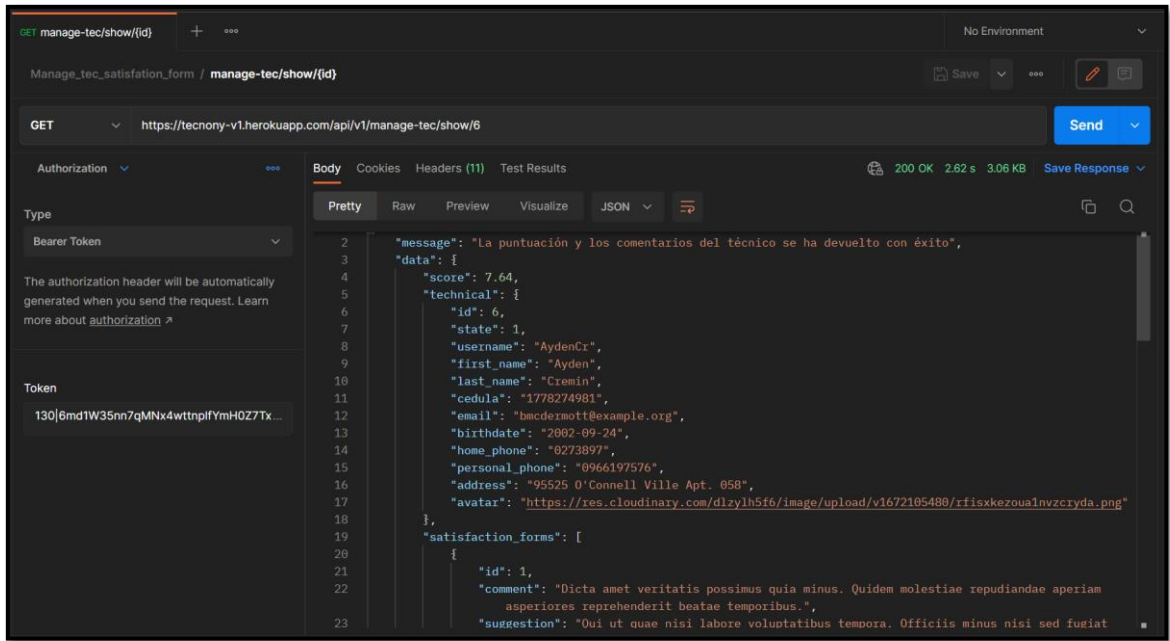 GET manage-tec/show/{id}
No Environment
Manage_tec_satisfation_form / manage-tec/show/{id}
Save
GET https://tecnony-v1.herokuapp.com/api/v1/manage-tec/show/6 Send
Authorization
Body Cookies Headers (11) Test Results 200 OK 2.62 s 3.06 KB Save Response
Type
Pretty Raw Preview Visualize JSON
Bearer Token
The authorization header will be automatically
generated when you send the request. Learn
more about authorization ↗
Token
130|6md1W35nn7qMNx4wttnpIfYmH0Z7Tx...
2 "message": "La puntuación y los comentarios del técnico se ha devuelto con éxito",
3 "data": {
4 "score": 7.64,
5 "technical": {
6 "id": 6,
7 "state": 1,
8 "username": "AydenCr",
9 "first_name": "Ayden",
10 "last_name": "Cremin",
11 "cedula": "1778274981",
12 "email": "bmcdermott@example.org",
13 "birthdate": "2002-09-24",
14 "home_phone": "0273897",
15 "personal_phone": "0966197576",
16 "address": "95525 O'Connell Ville Apt. 058",
17 "avatar": "https://res.cloudinary.com/dlzylh5f6/image/upload/v1672105480/rfisxkezoua1nvzcryda.png"
18 },
19 "satisfaction_forms": [
20 {
21 "id": 1,
22 "comment": "Dicta amet veritatis possimus quia minus. Quidem molestiae repudiandae aperiam
asperiores reprehenderit beatae temporibus.",
23 "suggestion": "Qui ut quae nisi labore voluptatibus tempora. Officiis minus nisi sed fugiat